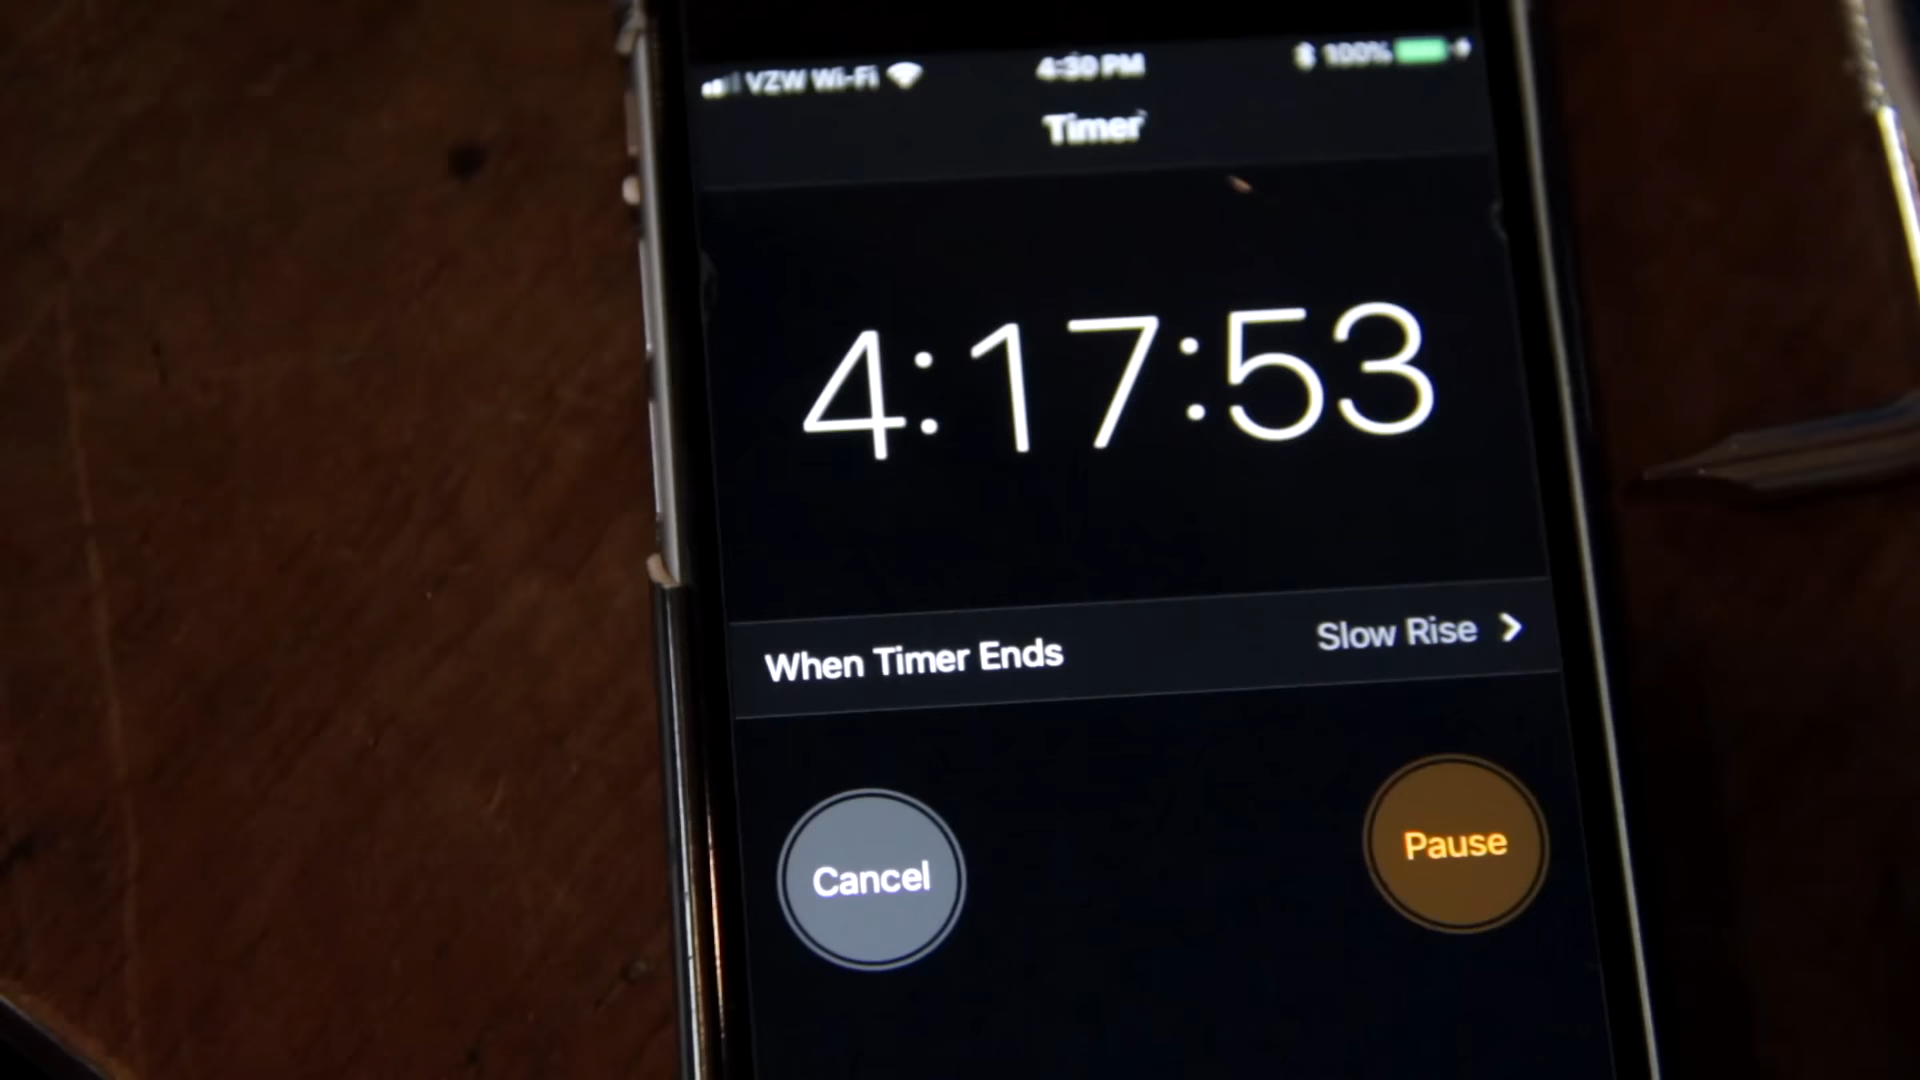 VZW Wi-Fi 4:30 PM 100%
Timer
4:17:53
When Timer Ends Slow Rise
Cancel Pause